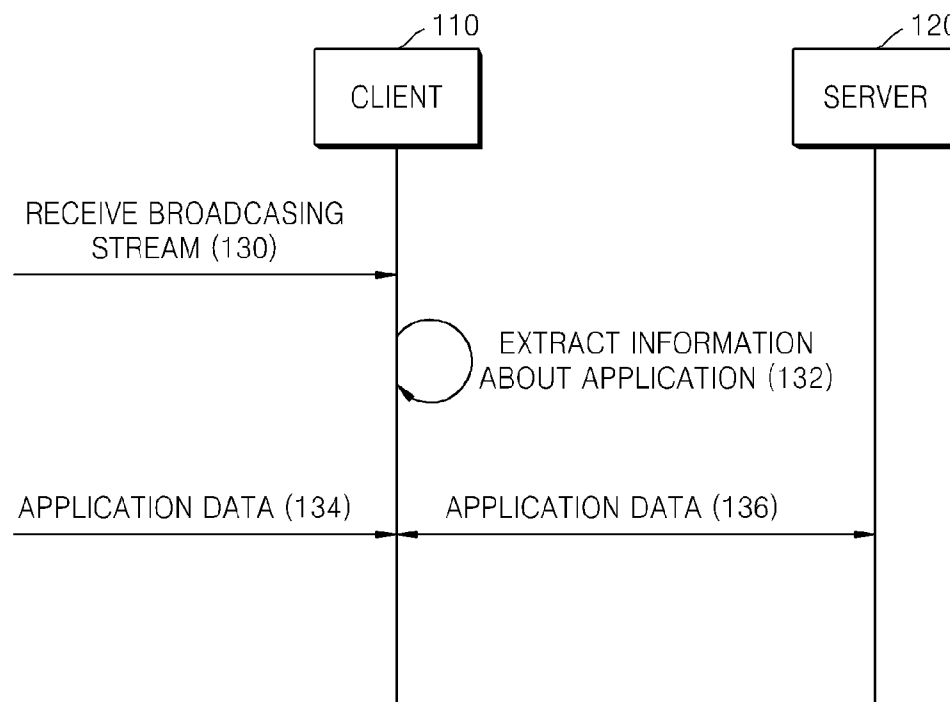 110
120
CLIENT
SERVER
RECEIVE BROADCASING
STREAM (130)
EXTRACT INFORMATION
ABOUT APPLICATION (132)
APPLICATION DATA (134)
APPLICATION DATA (136)